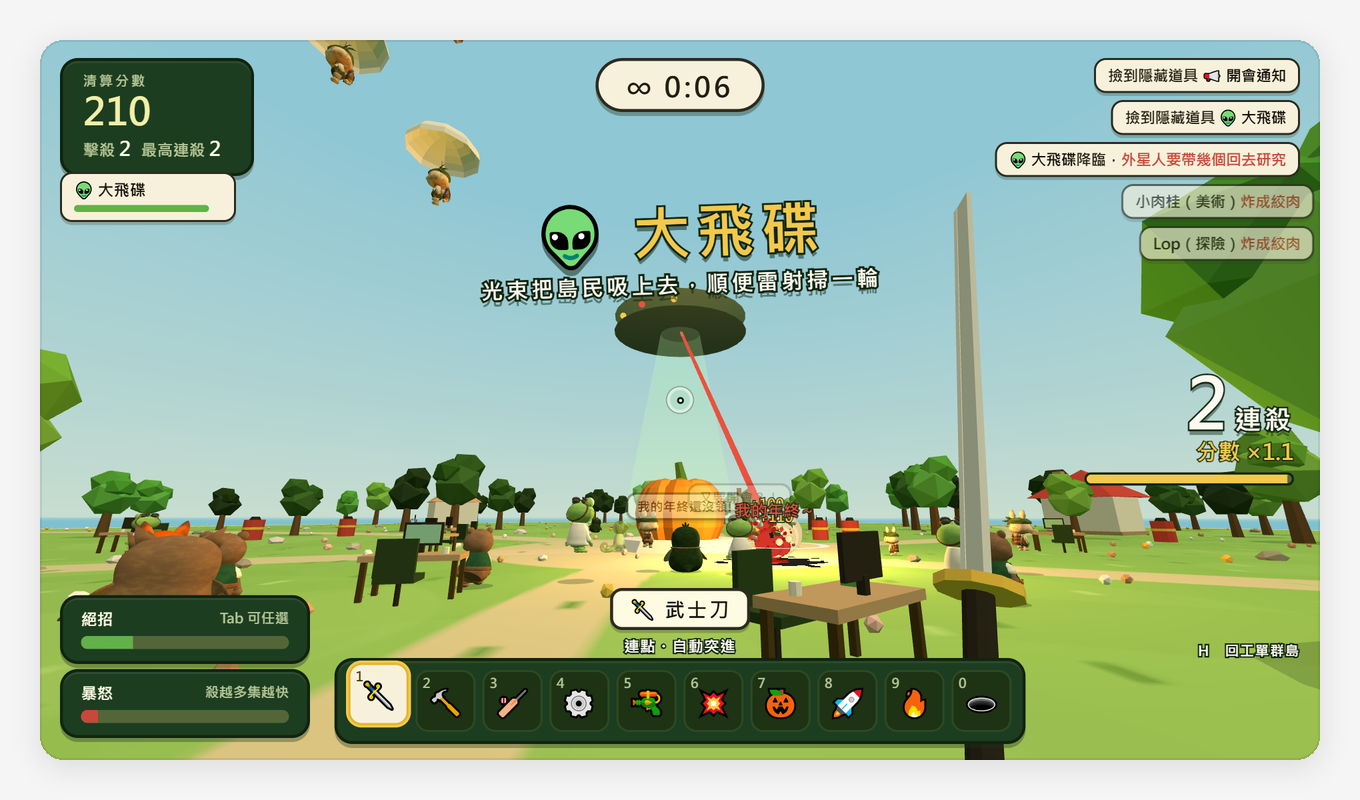 清算分數
210
擊殺 2 最高連殺 2
大飛碟
∞ 0:06
撿到隱藏道具 開會通知
撿到隱藏道具 大飛碟
大飛碟降臨·外星人要帶幾個回去研究
小肉桂(美術)炸成絞肉
Lop(探險)炸成絞肉
大飛碟
光束把島民吸上去,順便雷射掃一輪
2 連殺
分數 ×1.1
我的年終還沒領
我的年終~
絕招 Tab 可任選
暴怒 殺越多集越快
武士刀
連點·自動突進
H 回工單群島
1 2 3 4 5 6 7 8 9 0